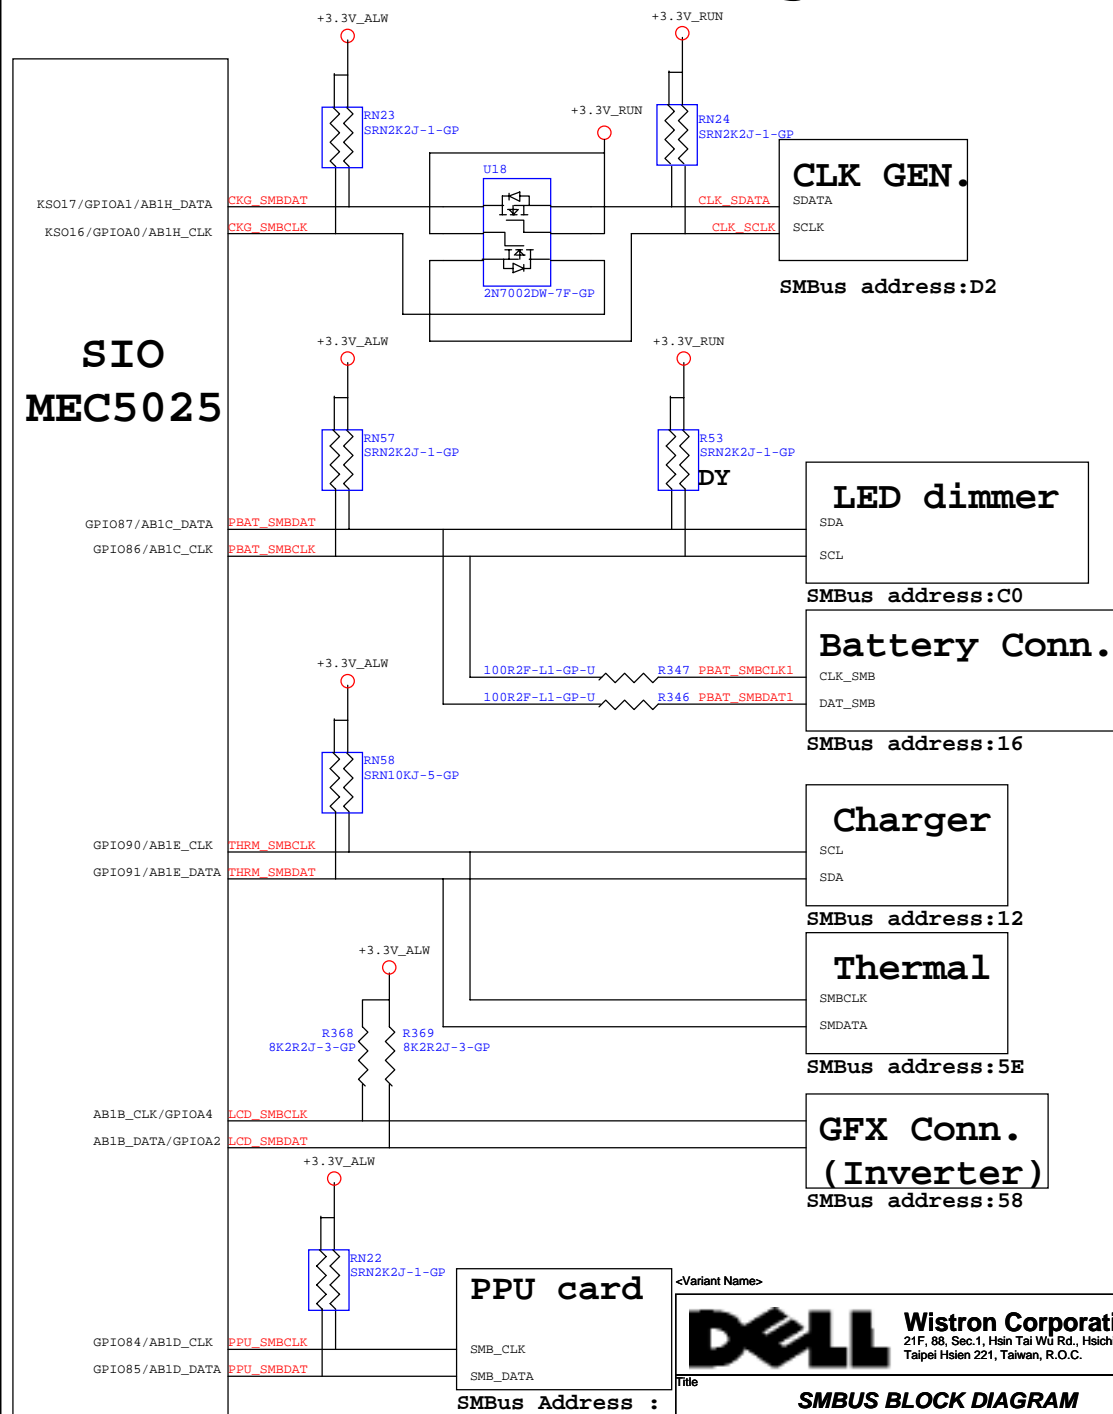 +3.3V_ALW
+3.3V_RUN
RN23
SRN2K2J-1-GP
+3.3V_RUN
RN24
SRN2K2J-1-GP
U18
CLK GEN.
KSO17/GPIOA1/AB1H_DATA
CKG_SMBDAT
CLK_SDATA
SDATA
KSO16/GPIOA0/AB1H_CLK
CKG_SMBCLK
CLK_SCLK
SCLK
2N7002DW-7F-GP
SMBus address:D2
SIO
MEC5025
+3.3V_ALW
+3.3V_RUN
RN57
SRN2K2J-1-GP
R53
SRN2K2J-1-GP
DY
LED dimmer
GPIO87/AB1C_DATA
PBAT_SMBDAT
SDA
GPIO86/AB1C_CLK
PBAT_SMBCLK
SCL
SMBus address:C0
Battery Conn.
+3.3V_ALW
100R2F-L1-GP-U
R347
PBAT_SMBCLK1
CLK_SMB
100R2F-L1-GP-U
R346
PBAT_SMBDAT1
DAT_SMB
SMBus address:16
RN58
SRN10KJ-5-GP
Charger
GPIO90/AB1E_CLK
THRM_SMBCLK
SCL
GPIO91/AB1E_DATA
THRM_SMBDAT
SDA
SMBus address:12
+3.3V_ALW
Thermal
SMBCLK
SMDATA
R368
8K2R2J-3-GP
R369
8K2R2J-3-GP
SMBus address:5E
AB1B_CLK/GPIOA4
LCD_SMBCLK
AB1B_DATA/GPIOA2
LCD_SMBDAT
GFX Conn.
(Inverter)
SMBus address:58
+3.3V_ALW
RN22
SRN2K2J-1-GP
PPU card
GPIO84/AB1D_CLK
PPU_SMBCLK
SMB_CLK
GPIO85/AB1D_DATA
PPU_SMBDAT
SMB_DATA
SMBus Address :
<Variant Name>
DELL
Wistron Corporati
21F, 88, Sec.1, Hsin Tai Wu Rd., Hsich
Taipei Hsien 221, Taiwan, R.O.C.
Title
SMBUS BLOCK DIAGRAM